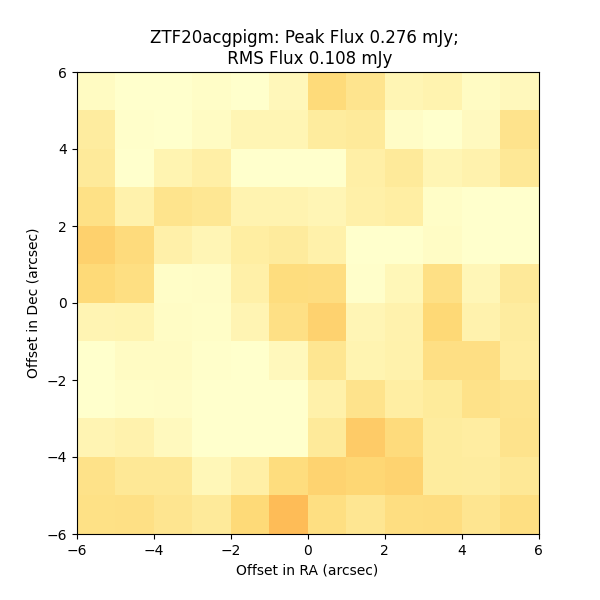 ZTF20acgpigm: Peak Flux 0.276 mJy;
RMS Flux 0.108 mJy
6
4
2
0
−2
−4
−6
Offset in Dec (arcsec)
−6 −4 −2 0 2 4 6
Offset in RA (arcsec)